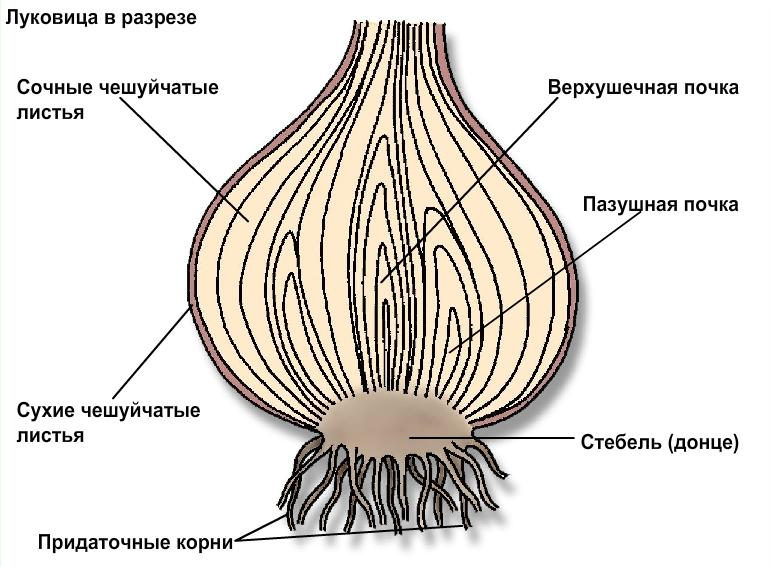 Луковица в разрезе
Сочные чешуйчатые
листья
Верхушечная почка
Пазушная почка
Сухие чешуйчатые
листья
Стебель (донце)
Придаточные корни